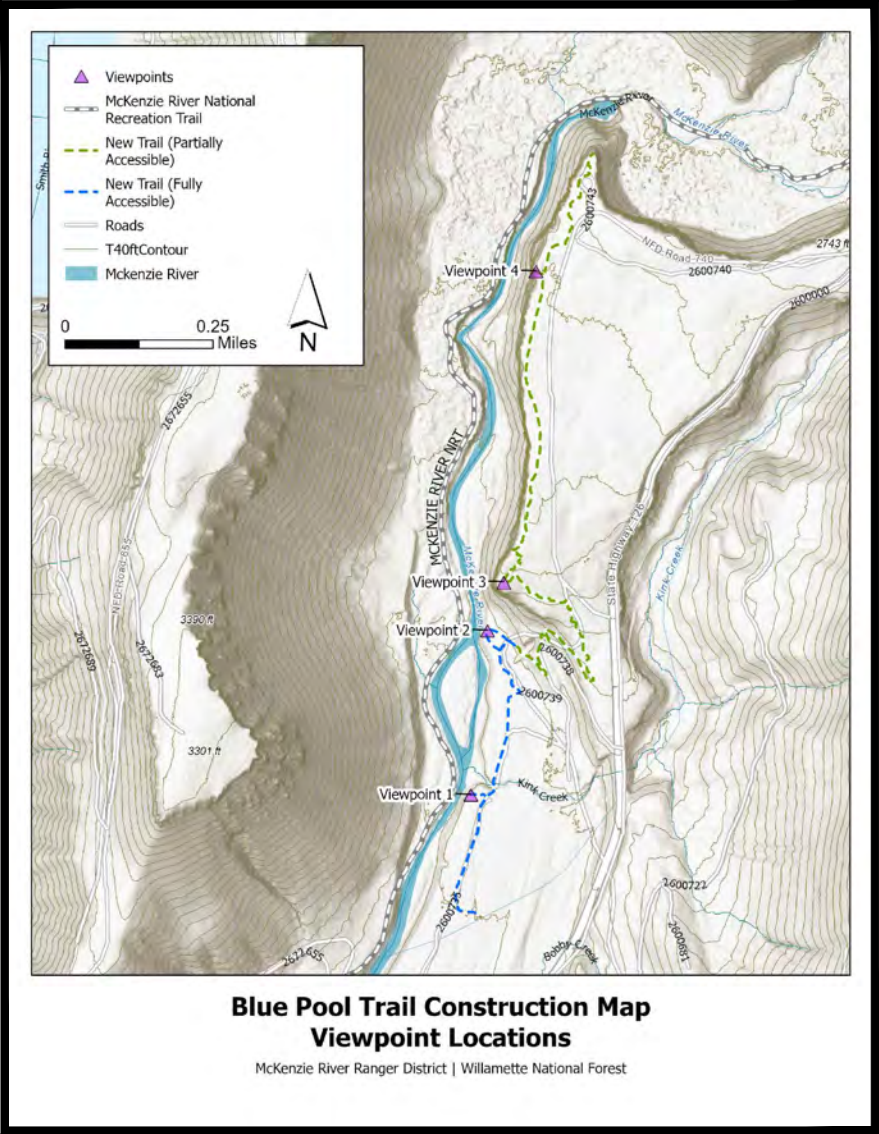 Viewpoints
McKenzie River National
Recreation Trail
New Trail (Partially
Accessible)
New Trail (Fully
Accessible)
Roads
T40ftContour
Mckenzie River
0
0.25
Miles
N
McKenzie River
McKenzie River
2600743
NFD-Road-740
2743 ft
2600740
2600000
Viewpoint 4
2672655
MCKENZIE RIVER NRT
State Highway 126
Kink Creek
NFD-Road-655
Viewpoint 3
Viewpoint 2
3390 ft
2672689
2672683
2600738
2600739
3301 ft
Viewpoint 1
Kink Creek
2600735
2600722
2600681
2672655
Bobby Creek
Blue Pool Trail Construction Map
Viewpoint Locations
McKenzie River Ranger District | Willamette National Forest